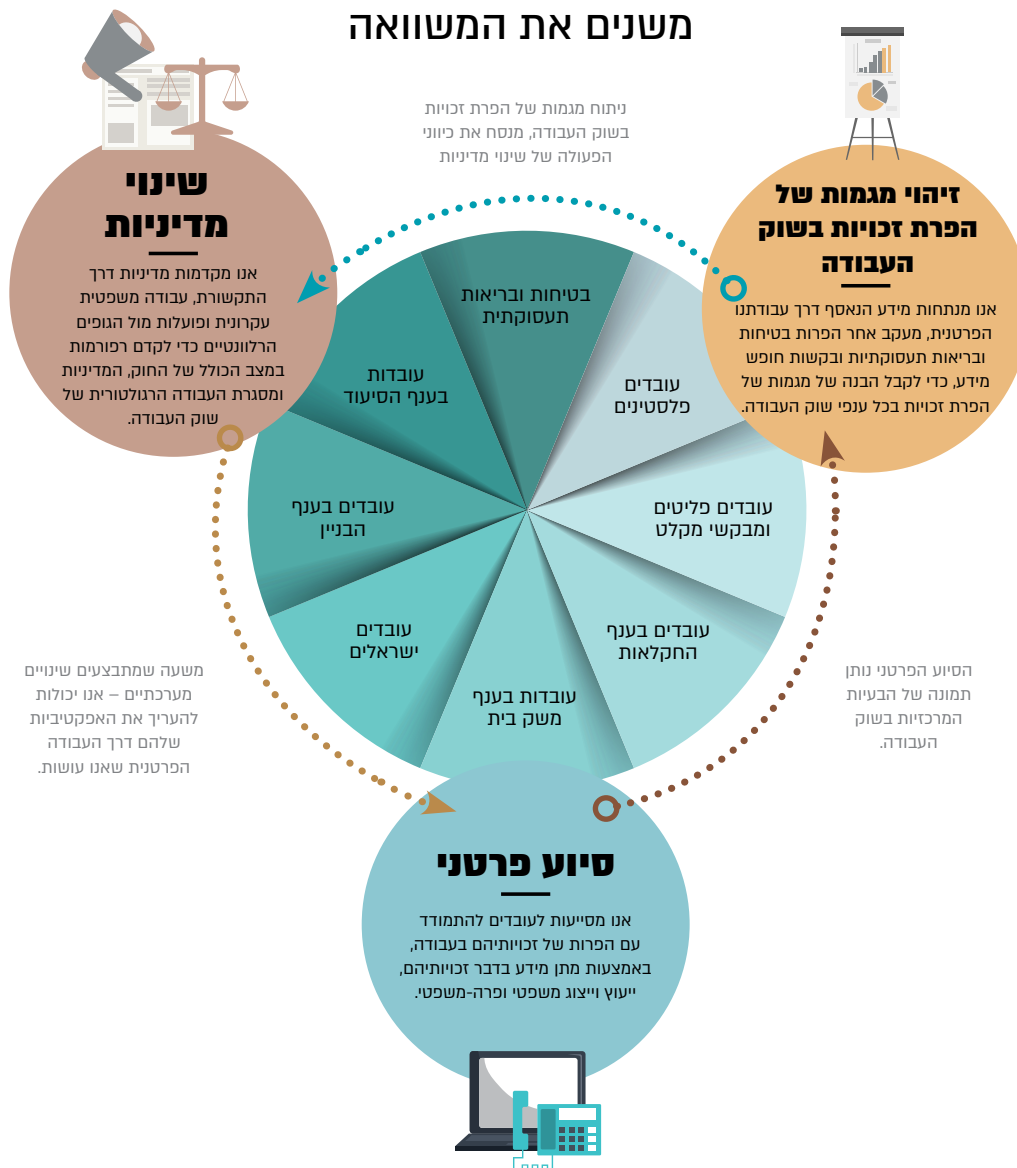 משנים את המשוואה
ניתוח מגמות של הפרת זכויות
בשוק העבודה, מנסח את כיווני
הפעולה של שינוי מדיניות
זיהוי מגמות של
הפרת זכויות בשוק
העבודה
אנו מנתחות מידע הנאסף דרך עבודתנו
הפרטנית, מעקב אחר הפרות בטיחות
ובריאות תעסוקתיות ובקשות חופש
מידע, כדי לקבל הבנה של מגמות של
הפרת זכויות בכל ענפי שוק העבודה.
שינוי
מדיניות
אנו מקדמות מדיניות דרך
התקשורת, עבודה משפטית
עקרונית ופועלות מול הגופים
הרלוונטיים כדי לקדם רפורמות
במצב הכולל של החוק, המדיניות
ומסגרת העבודה הרגולטורית של
שוק העבודה.
בטיחות ובריאות
תעסוקתית
עובדים
פלסטינים
עובדים פליטים
ומבקשי מקלט
עובדים בענף
החקלאות
עובדות בענף
משק בית
עובדים
ישראלים
עובדים בענף
הבניין
עובדות
בענף הסיעוד
הסיוע הפרטני נותן
תמונה של הבעיות
המרכזיות בשוק
העבודה.
משעה שמתבצעים שינויים
מערכתיים – אנו יכולות
להעריך את האפקטיביות
שלהם דרך העבודה
הפרטנית שאנו עושות.
סיוע פרטני
אנו מסייעות לעובדים להתמודד
עם הפרות של זכויותיהם בעבודה,
באמצעות מתן מידע בדבר זכויותיהם,
ייעוץ וייצוג משפטי ופרה-משפטי.